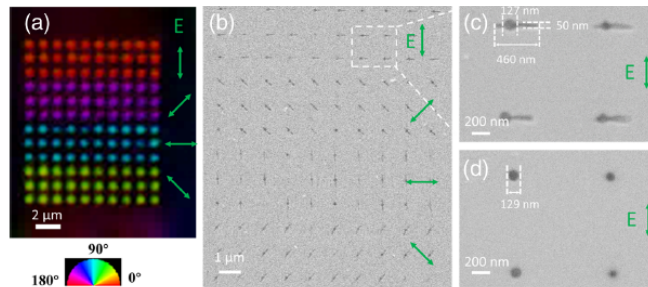 (a)
E
2 μm
90°
180°
0°
(b)
E
1 μm
(c)
127 nm
50 nm
460 nm
E
200 nm
(d)
129 nm
E
200 nm